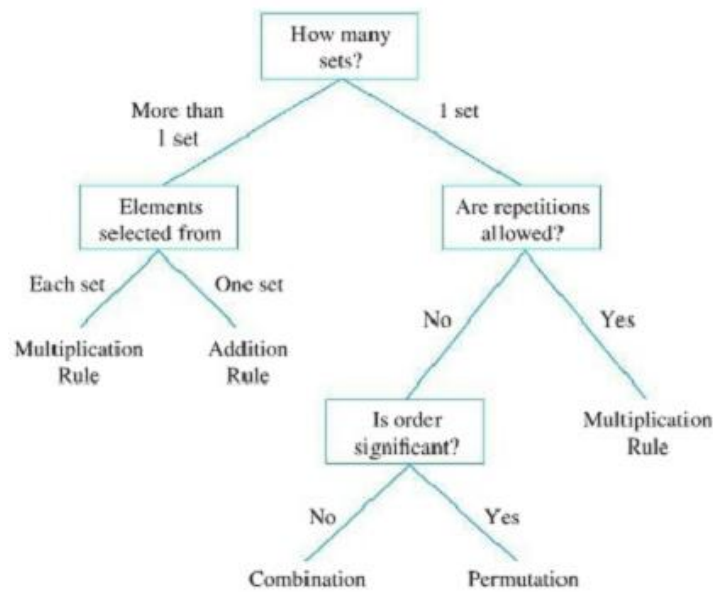 How many
sets?
More than
1 set
1 set
Elements
selected from
Are repetitions
allowed?
Each set
One set
No
Yes
Multiplication
Rule
Addition
Rule
Is order
significant?
Multiplication
Rule
No
Yes
Combination
Permutation